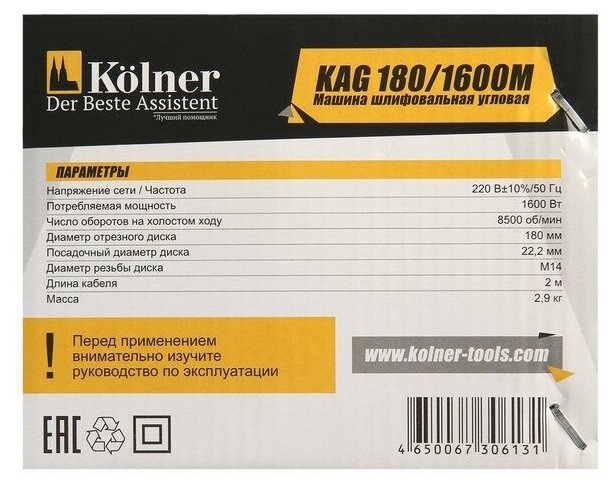 Kölner
Der Beste Assistent
*Лучший помощник
KAG 180/1600M
Машина шлифовальная угловая
ПАРАМЕТРЫ
Напряжение сети / Частота 220 В±10%/50 Гц
Потребляемая мощность 1600 Вт
Число оборотов на холостом ходу 8500 об/мин
Диаметр отрезного диска 180 мм
Посадочный диаметр диска 22,2 мм
Диаметр резьбы диска М14
Длина кабеля 2 м
Масса 2,9 кг
! Перед применением
внимательно изучите
руководство по эксплуатации
www.kolner-tools.com
EAC
4 650067 306131